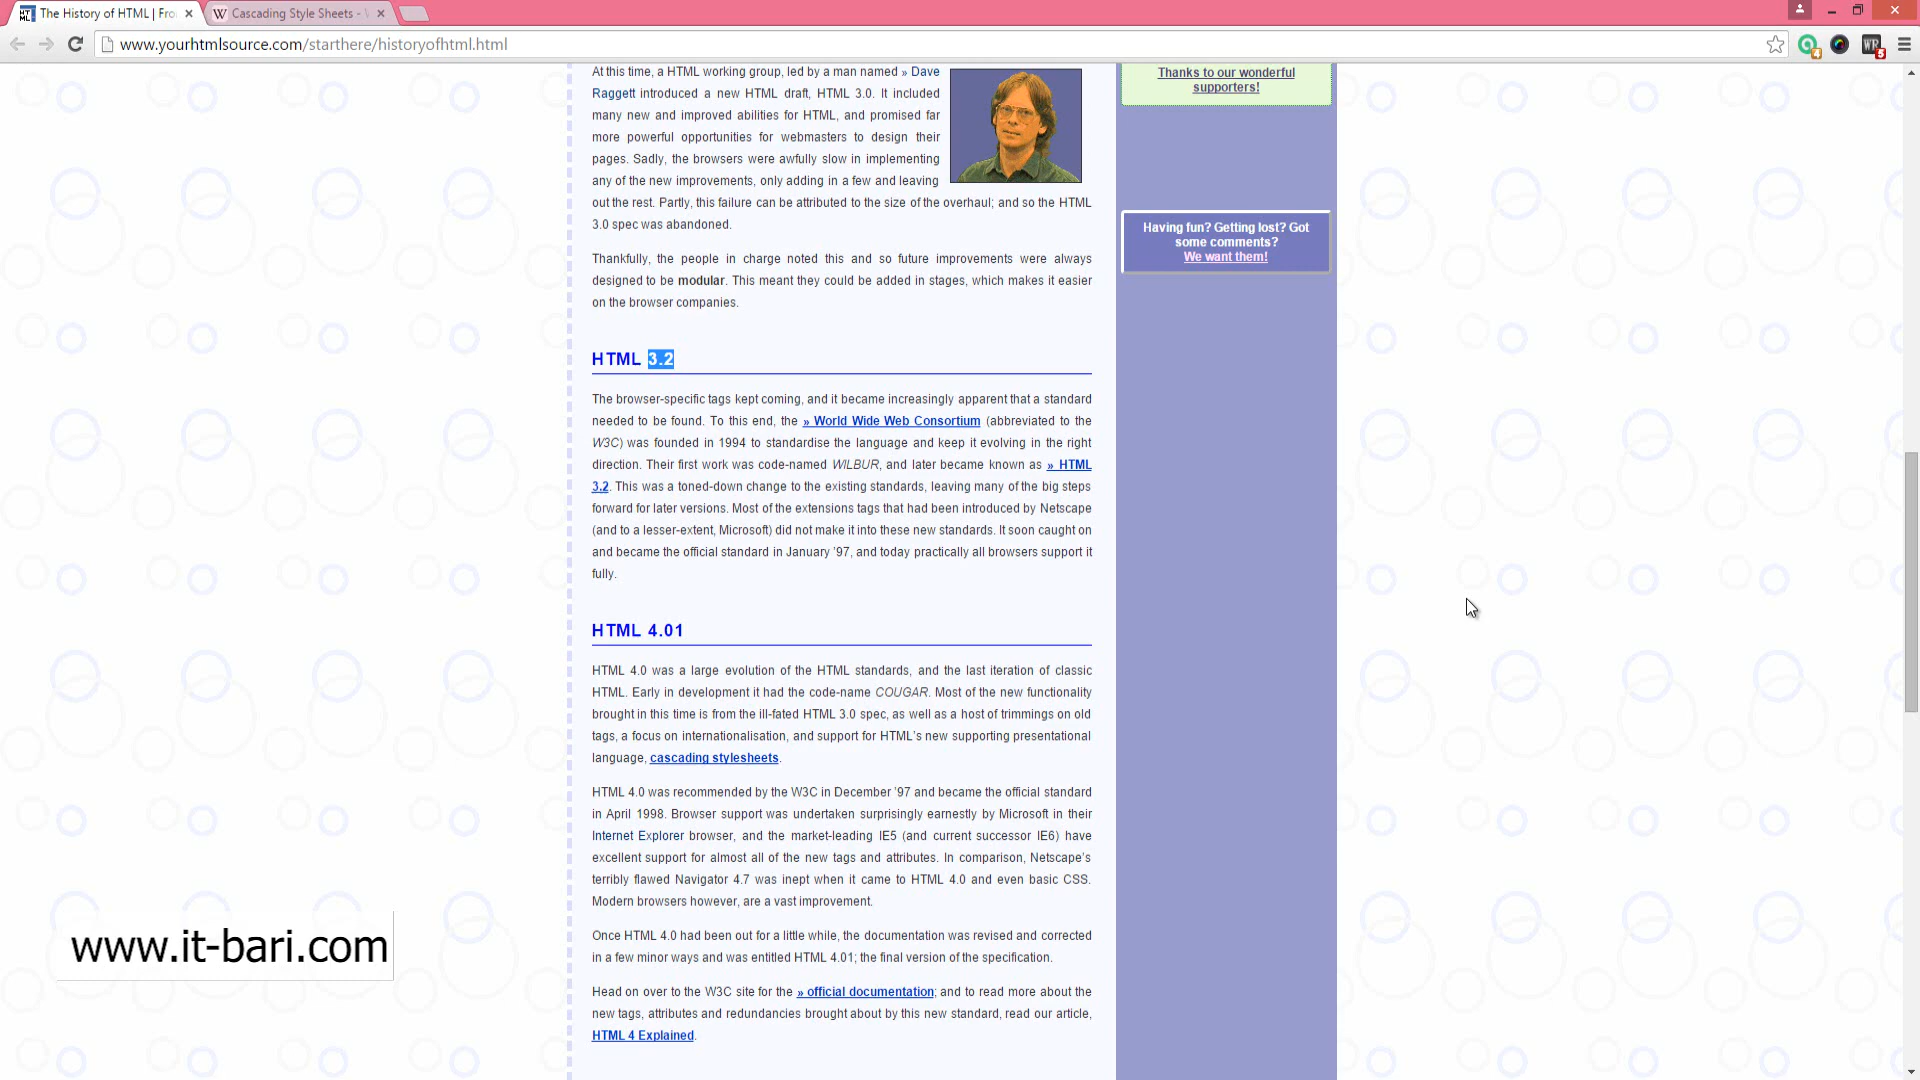 The History of HTML | Fro
Cascading Style Sheets -
www.yourhtmlsource.com/starthere/historyofhtml.html
At this time, a HTML working group, led by a man named » Dave
Raggett introduced a new HTML draft, HTML 3.0. It included
many new and improved abilities for HTML, and promised far
more powerful opportunities for webmasters to design their
pages. Sadly, the browsers were awfully slow in implementing
any of the new improvements, only adding in a few and leaving
out the rest. Partly, this failure can be attributed to the size of the overhaul; and so the HTML
3.0 spec was abandoned.
Thankfully, the people in charge noted this and so future improvements were always
designed to be modular. This meant they could be added in stages, which makes it easier
on the browser companies.
HTML 3.2
The browser-specific tags kept coming, and it became increasingly apparent that a standard
needed to be found. To this end, the » World Wide Web Consortium (abbreviated to the
W3C) was founded in 1994 to standardise the language and keep it evolving in the right
direction. Their first work was code-named WILBUR, and later became known as » HTML
3.2. This was a toned-down change to the existing standards, leaving many of the big steps
forward for later versions. Most of the extensions tags that had been introduced by Netscape
(and to a lesser-extent, Microsoft) did not make it into these new standards. It soon caught on
and became the official standard in January ’97, and today practically all browsers support it
fully.
HTML 4.01
HTML 4.0 was a large evolution of the HTML standards, and the last iteration of classic
HTML. Early in development it had the code-name COUGAR. Most of the new functionality
brought in this time is from the ill-fated HTML 3.0 spec, as well as a host of trimmings on old
tags, a focus on internationalisation, and support for HTML’s new supporting presentational
language, cascading stylesheets.
HTML 4.0 was recommended by the W3C in December ’97 and became the official standard
in April 1998. Browser support was undertaken surprisingly earnestly by Microsoft in their
Internet Explorer browser, and the market-leading IE5 (and current successor IE6) have
excellent support for almost all of the new tags and attributes. In comparison, Netscape’s
terribly flawed Navigator 4.7 was inept when it came to HTML 4.0 and even basic CSS.
Modern browsers however, are a vast improvement.
Once HTML 4.0 had been out for a little while, the documentation was revised and corrected
in a few minor ways and was entitled HTML 4.01; the final version of the specification.
Head on over to the W3C site for the » official documentation; and to read more about the
new tags, attributes and redundancies brought about by this new standard, read our article,
HTML 4 Explained.
Thanks to our wonderful
supporters!
Having fun? Getting lost? Got
some comments?
We want them!
www.it-bari.com